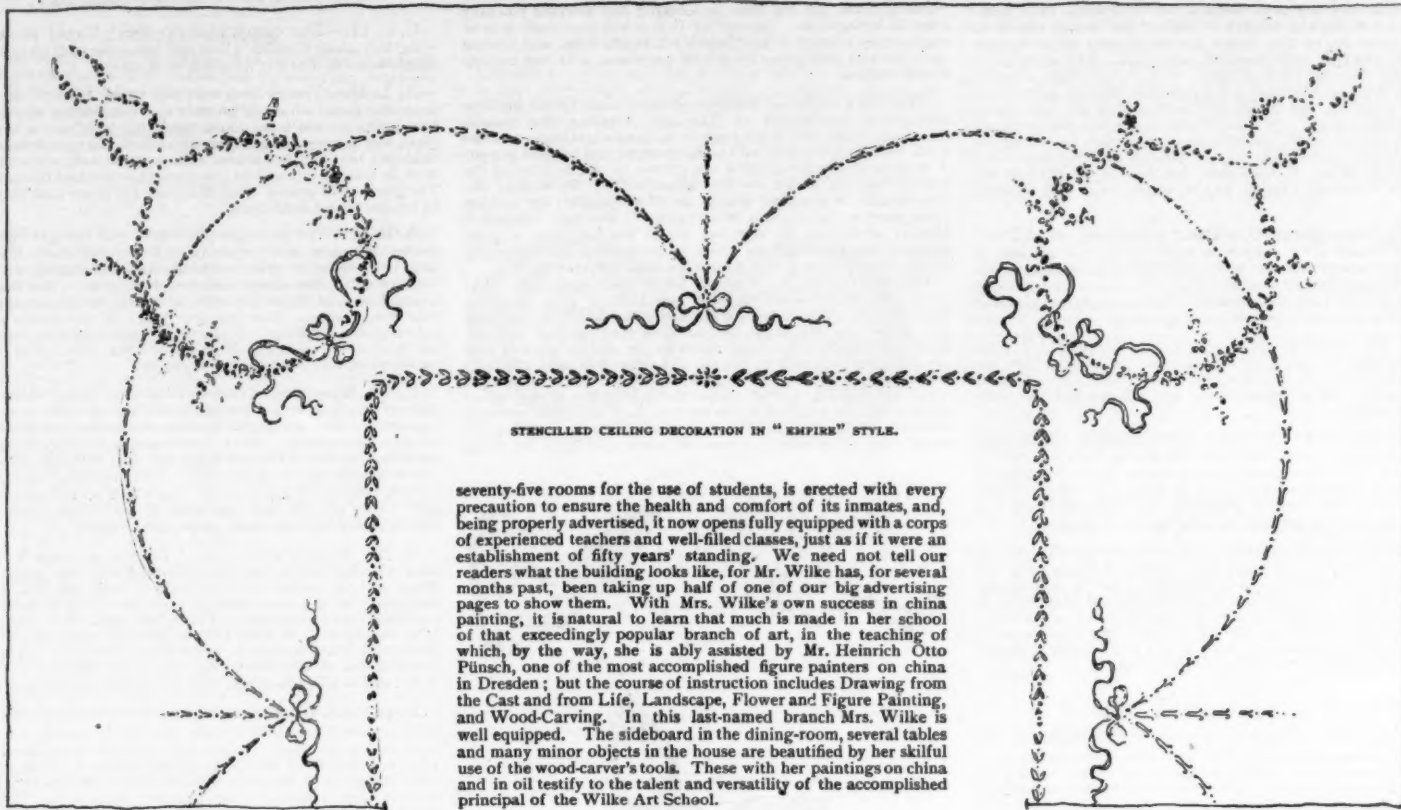 STENCILLED CEILING DECORATION IN “ EMPIRE” STYLE.
seventy-five rooms for the use of students, is erected with every
precaution to ensure the health and comfort of its inmates, and,
being properly advertised, it now opens fully equipped with a corps
of experienced teachers and well-filled classes, just as if it were an
establishment of fifty years’ standing. We need not tell our
readers what the building looks like, for Mr. Wilke has, for several
months past, been taking up half of one of our big advertising
pages to show them. With Mrs. Wilke’s own success in china
painting, it is natural to learn that much is made in her school
of that exceedingly popular branch of art, in the teaching of
which, by the way, she is ably assisted by Mr. Heinrich Otto
Pünsch, one of the most accomplished figure painters on china
in Dresden ; but the course of instruction includes Drawing from
the Cast and from Life, Landscape, Flower and Figure Painting,
and Wood-Carving. In this last-named branch Mrs. Wilke is
well equipped. The sideboard in the dining-room, several tables
and many minor objects in the house are beautified by her skilful
use of the wood-carver’s tools. These with her paintings on china
and in oil testify to the talent and versatility of the accomplished
principal of the Wilke Art School.